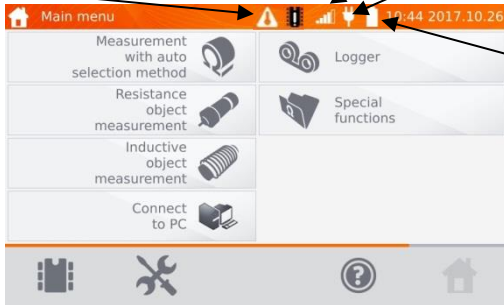 Main menu
10:44 2017.10.26
Measurement
with auto
selection method
Logger
Resistance
object
measurement
Special
functions
Inductive
object
measurement
Connect
to PC